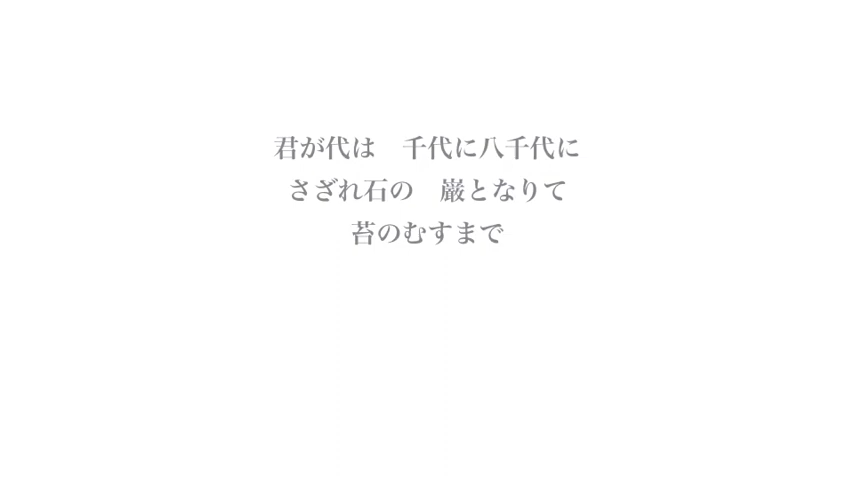 君が代は　千代に八千代に
さざれ石の　巌となりて
苔のむすまで